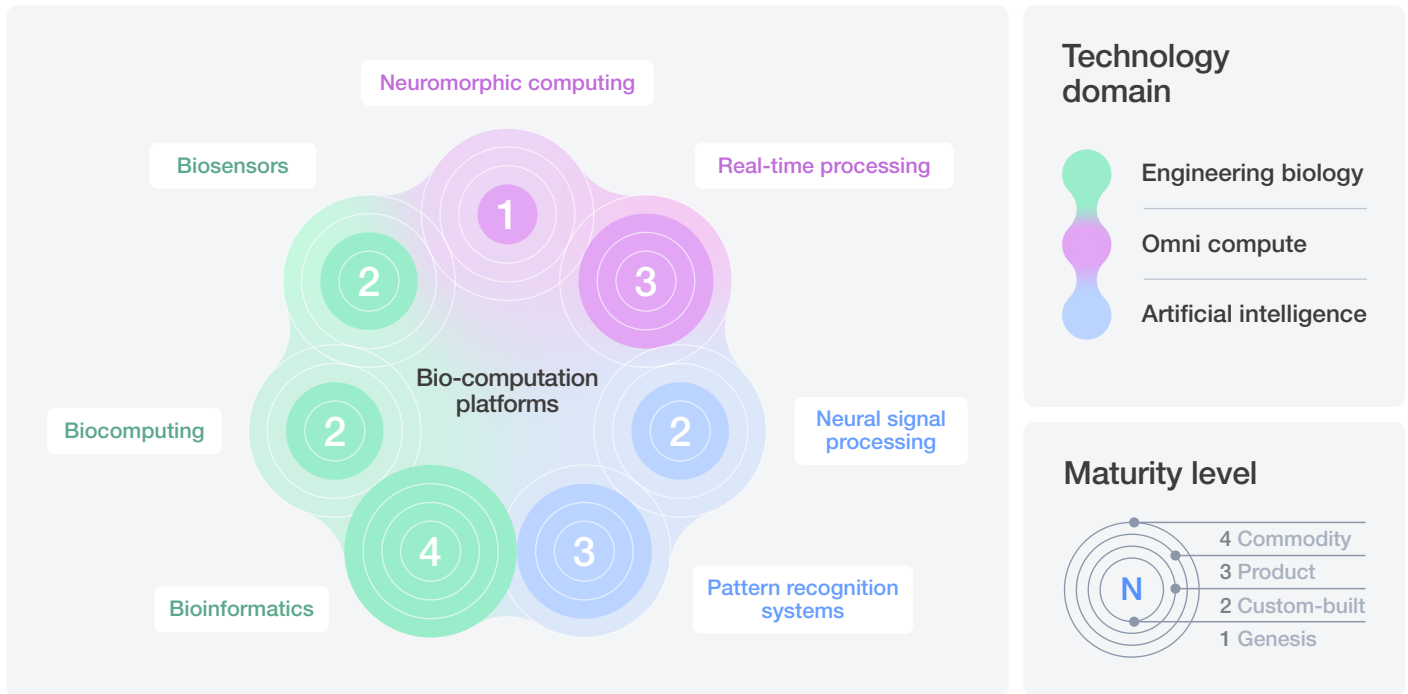 Neuromorphic computing
Biosensors
Real-time processing
1
2
3
Bio-computation
platforms
Biocomputing
2
2
Neural signal
processing
4
3
Bioinformatics
Pattern recognition
systems
Technology
domain
Engineering biology
Omni compute
Artificial intelligence
Maturity level
N
4 Commodity
3 Product
2 Custom-built
1 Genesis